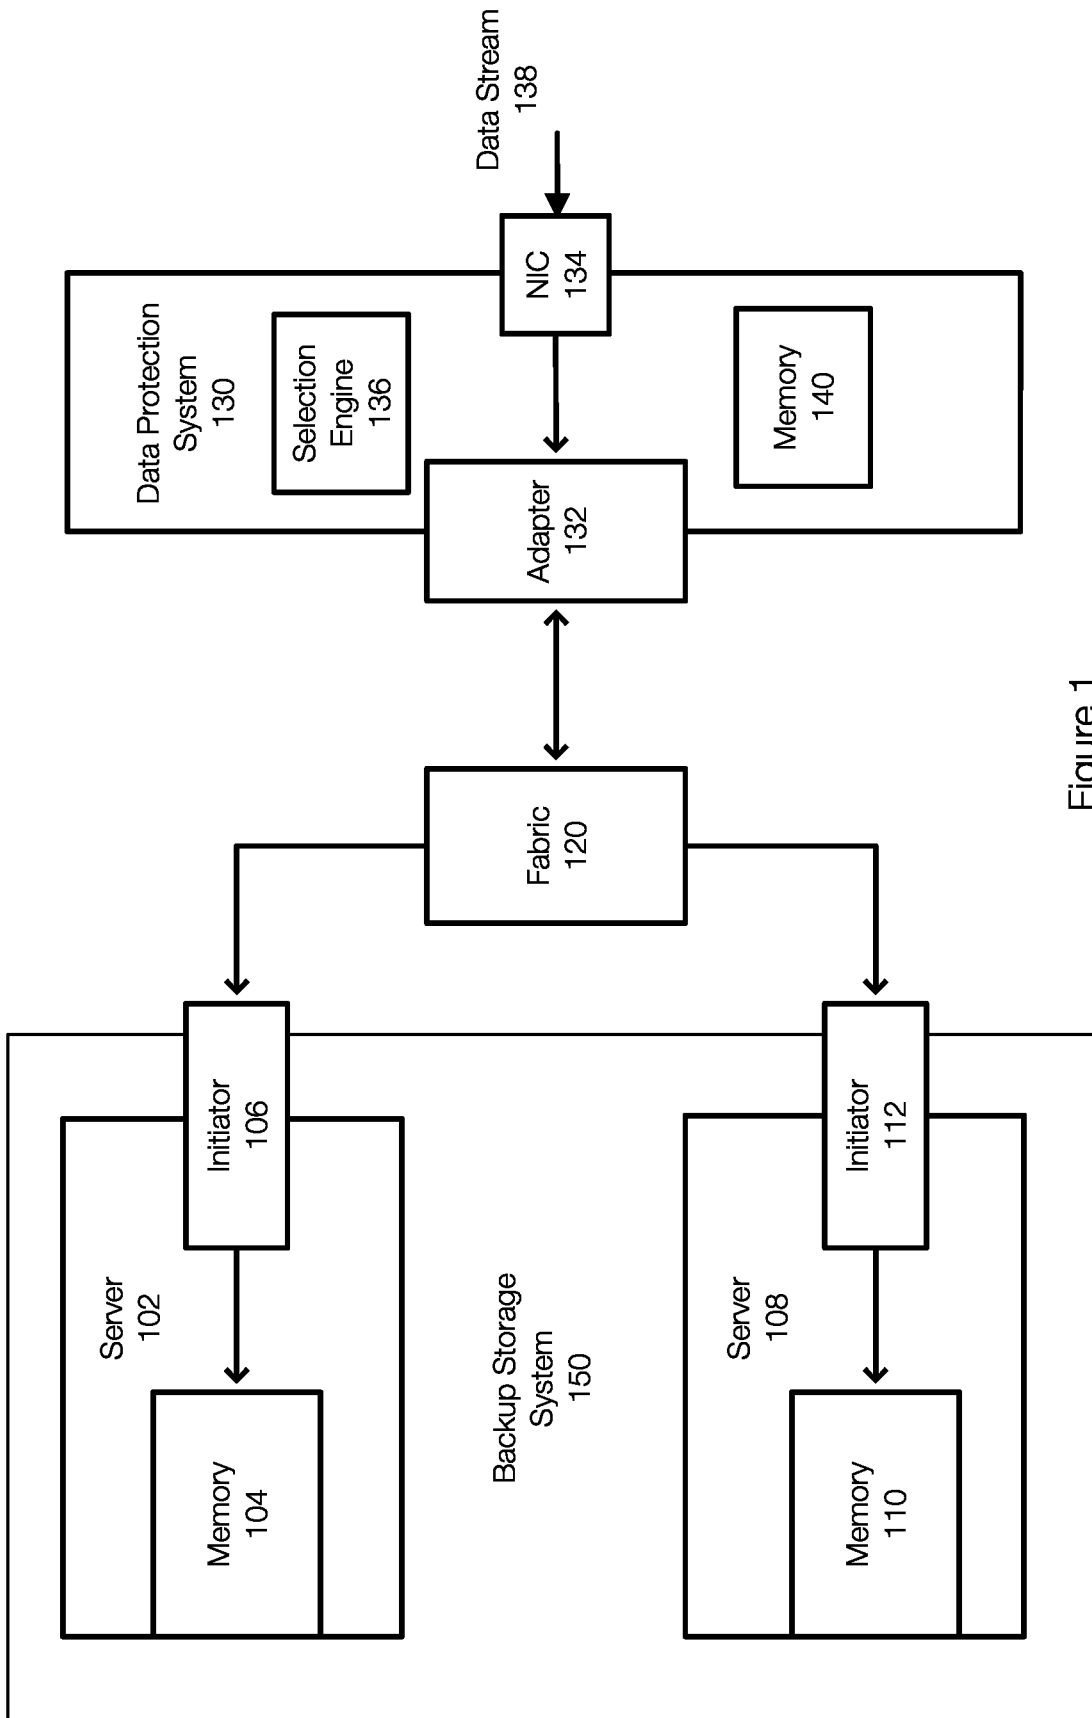 Memory
104
Server
102
Initiator
106
Backup Storage
System
150
Memory
110
Server
108
Initiator
112
Fabric
120
Data Protection
System
130
Selection
Engine
136
Adapter
132
NIC
134
Memory
140
Data Stream
138
Figure 1